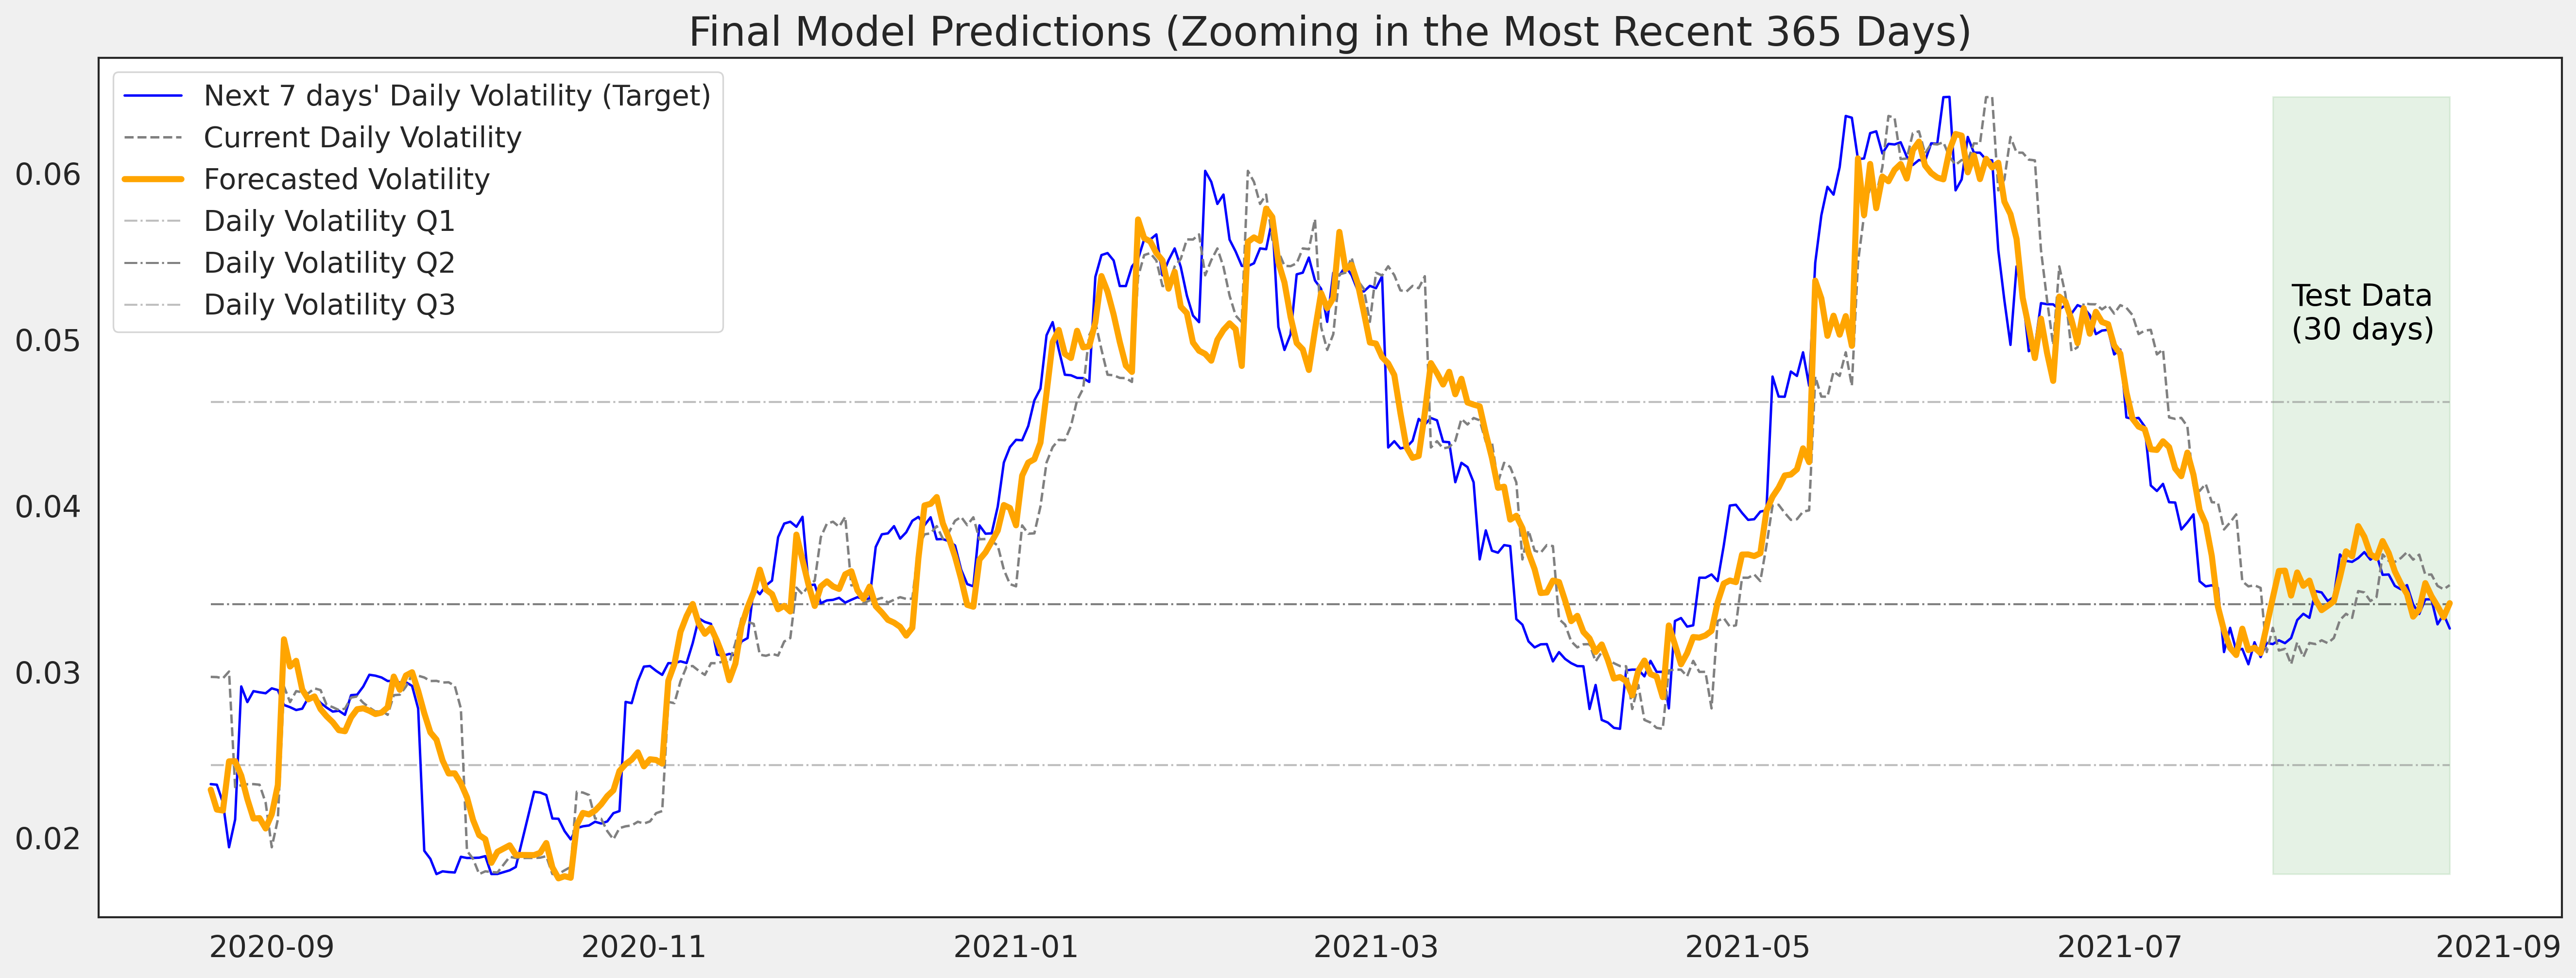 Final Model Predictions (Zooming in the Most Recent 365 Days)
Next 7 days' Daily Volatility (Target)
Current Daily Volatility
Forecasted Volatility
Daily Volatility Q1
Daily Volatility Q2
Daily Volatility Q3
0.06
0.05
0.04
0.03
0.02
Test Data
(30 days)
2020-09
2020-11
2021-01
2021-03
2021-05
2021-07
2021-09